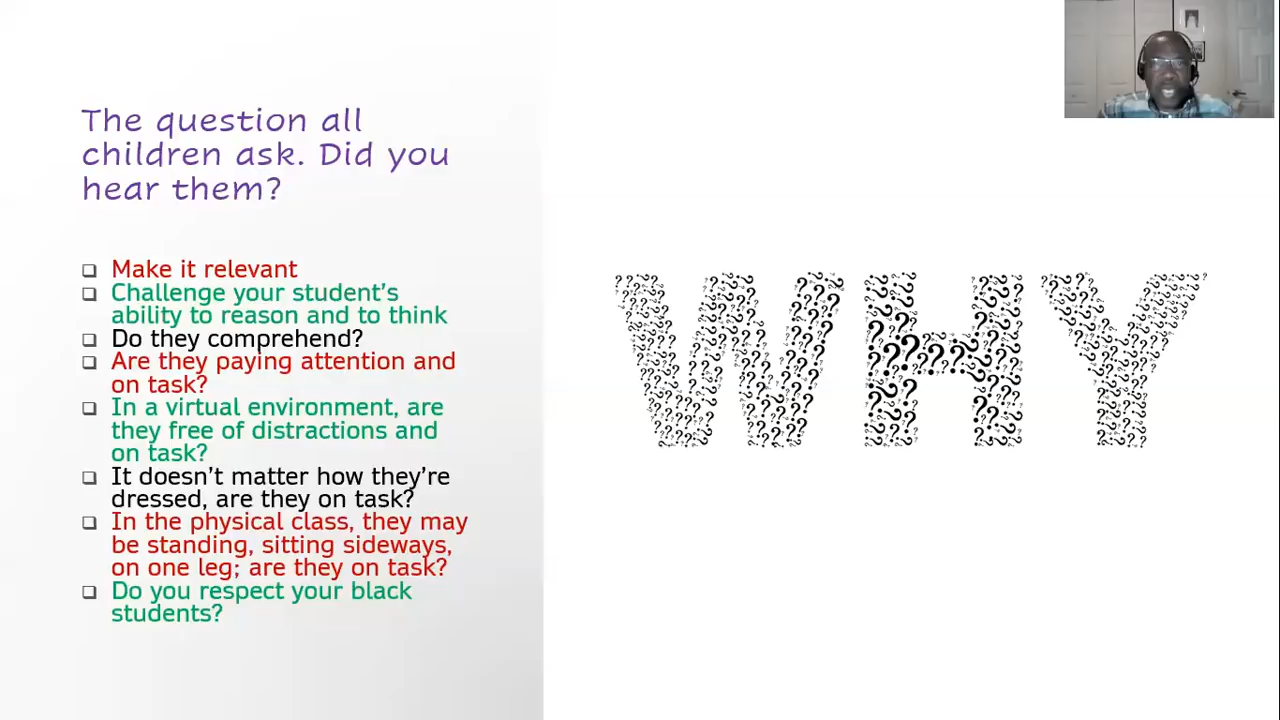 The question all
children ask. Did you
hear them?
Make it relevant
Challenge your student's
ability to reason and to think
Do they comprehend?
Are they paying attention and
on task?
In a virtual environment, are
they free of distractions and
on task?
It doesn't matter how they're
dressed, are they on task?
In the physical class, they may
be standing, sitting sideways,
on one leg; are they on task?
Do you respect your black
students?
WHY